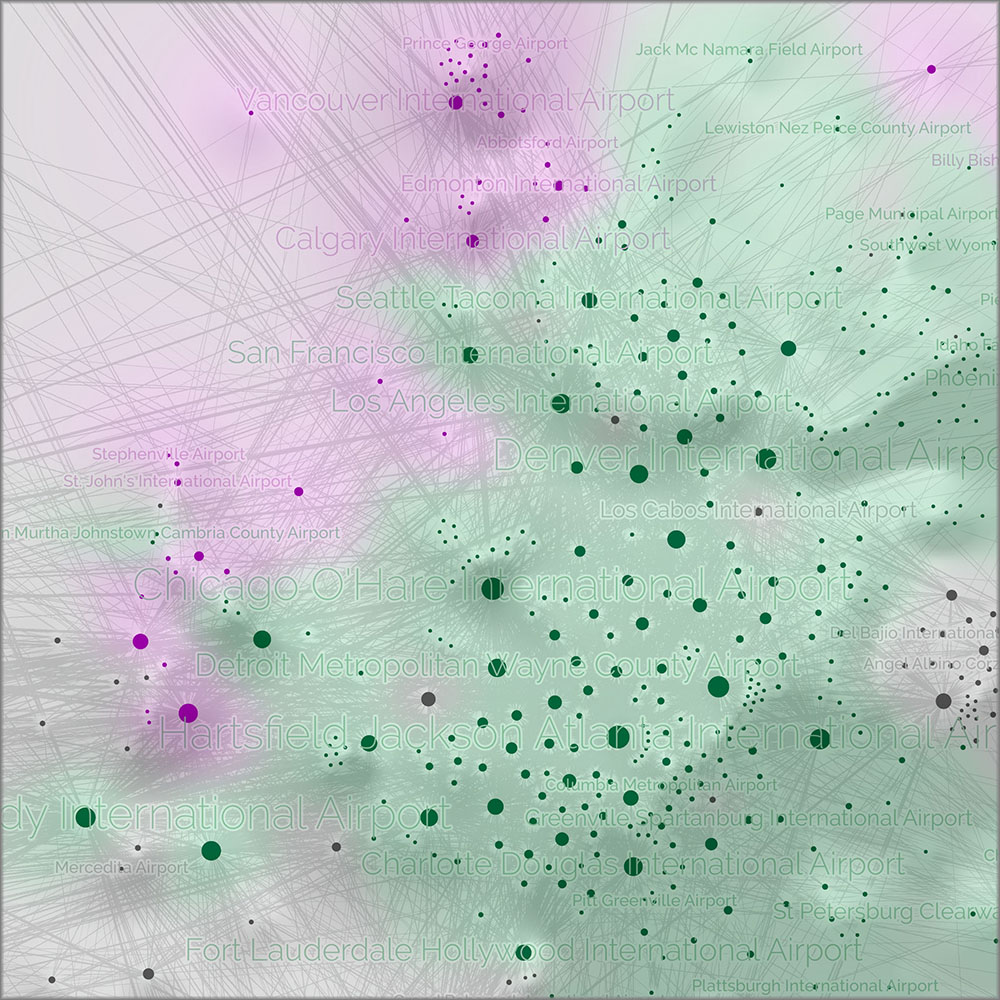 Prince George Airport
Jack Mc Namara Field Airport
Vancouver International Airport
Lewiston Nez Perce County Airport
Abbotsford Airport
Billy Bish
Edmonton International Airport
Page Municipal Airport
Calgary International Airport
Southwest Wyom
Seattle Tacoma International Airport
Idaho Fa
San Francisco International Airport
Phoeni
Los Angeles International Airport
Stephenville Airport
Denver International Airpo
St. John's International Airport
Los Cabos International Airport
n Murtha Johnstown Cambria County Airport
Chicago O'Hare International Airport
Del Bajio International
Detroit Metropolitan Wayne County Airport
Angel Albino Cor
Hartsfield Jackson Atlanta International Air
Columbia Metropolitan Airport
dy International Airport
Greenville Spartanburg International Airport
Mercedita Airport
Charlotte Douglas International Airport
Pitt Greenville Airport
St Petersburg Clearwa
Fort Lauderdale Hollywood International Airport
Plattsburgh International Airport